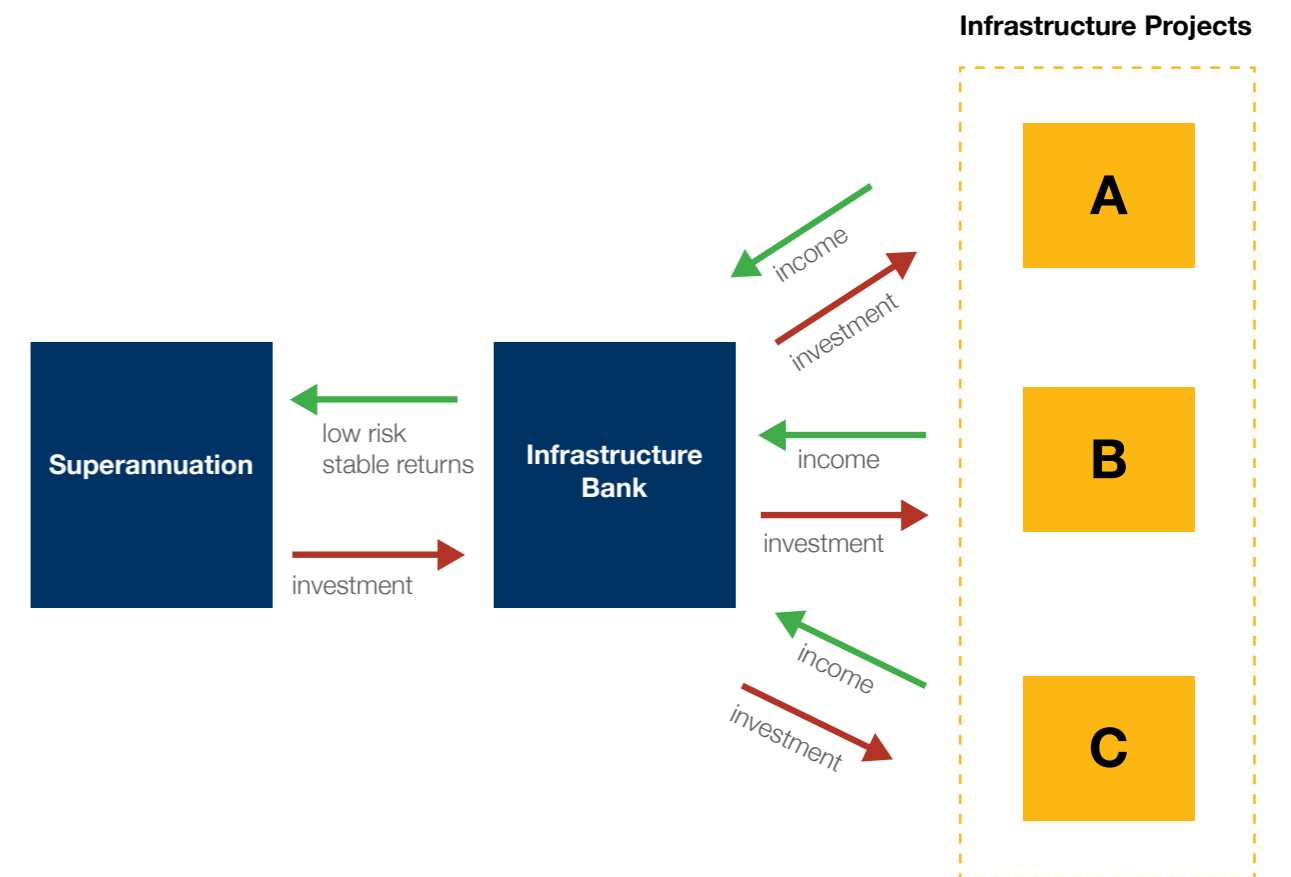 Infrastructure Projects
A
income
investment
Superannuation
low risk
stable returns
investment
Infrastructure
Bank
income
investment
B
income
investment
C